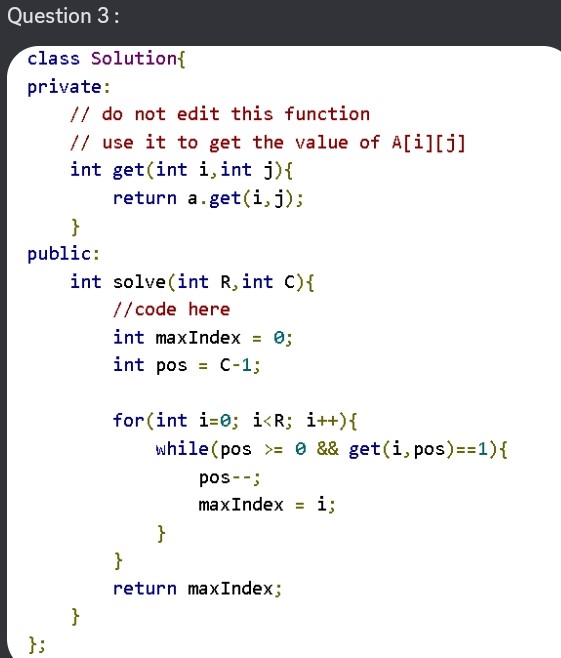 Question 3 :
class Solution{
private:
    // do not edit this function
    // use it to get the value of A[i][j]
    int get(int i,int j){
        return a.get(i,j);
    }
public:
    int solve(int R,int C){
        //code here
        int maxIndex = 0;
        int pos = C-1;

        for(int i=0; i<R; i++){
            while(pos >= 0 && get(i,pos)==1){
                pos--;
                maxIndex = i;
            }
        }
        return maxIndex;
    }
};